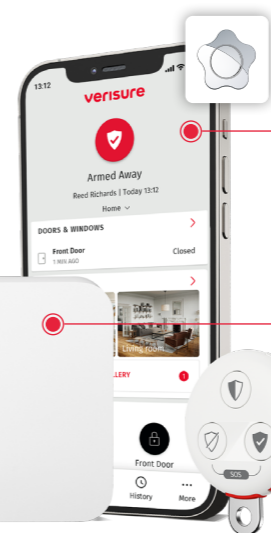 13:12
verisure
Armed Away
Reed Richards | Today 13:12
Home
DOORS & WINDOWS
Front Door
1 MIN AGO
Closed
Living room
LLERY
1
Front Door
History
More
SOS